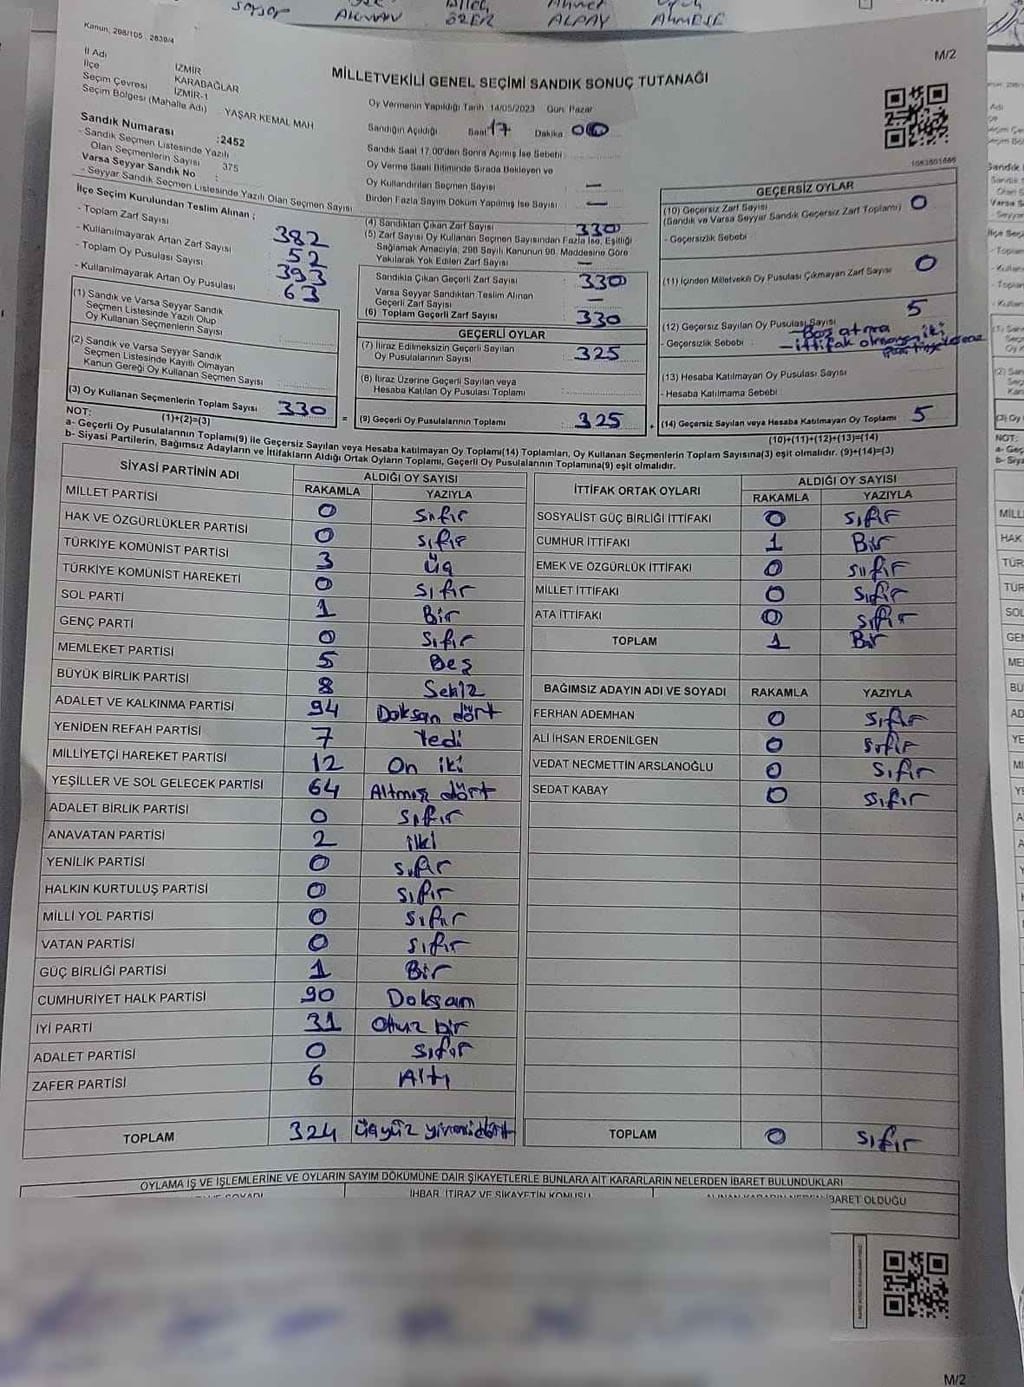 AKMAN ÖZER ALPAY
Kanun, 298/105 , 2839/4
M/2
MİLLETVEKİLİ GENEL SEÇİMİ SANDIK SONUÇ TUTANAĞI
İl Adı İZMİR
İlçe KARABAĞLAR
Seçim Çevresi İZMİR-1
Seçim Bölgesi (Mahalle Adı) YAŞAR KEMAL MAH
Sandık Numarası :2452
- Sandık Seçmen Listesinde Yazılı
Olan Seçmenlerin Sayısı 375
Varsa Seyyar Sandık No :
- Seyyar Sandık Seçmen Listesinde Yazılı Olan Seçmen Sayısı
Oy Vermenin Yapıldığı Tarih 14/05/2023 Gün: Pazar
Sandığın Açıldığı Saat 17 Dakika 00
Sandık Saat 17.00'dan Sonra Açmış İse Sebebi
Oy Verme Saati Bitiminde Sırada Bekleyen ve
Oy Kullandırılan Seçmen Sayısı —
Birden Fazla Sayım Döküm Yapılmış İse Sayısı —
İlçe Seçim Kurulundan Teslim Alınan :
- Toplam Zarf Sayısı 382
- Kullanılmayarak Artan Zarf Sayısı 52
- Toplam Oy Pusulası Sayısı 393
- Kullanılmayarak Artan Oy Pusulası 63
(1) Sandık ve Varsa Seyyar Sandık
Seçmen Listesinde Yazılı Olup
Oy Kullanan Seçmenlerin Sayısı
(2) Sandık ve Varsa Seyyar Sandık
Seçmen Listesinde Kayıtlı Olmayan
Kanun Gereği Oy Kullanan Seçmen Sayısı
(3) Oy Kullanan Seçmenlerin Toplam Sayısı 330
(1)+(2)=(3)
(4) Sandıktan Çıkan Zarf Sayısı 330
(5) Zarf Sayısı Oy Kullanan Seçmen Sayısından Fazla İse, Eşitliği
Sağlamak Amacıyla, 298 Sayılı Kanunun 98. Maddesine Göre
Yakılarak Yok Edilen Zarf Sayısı —
Sandıkta Çıkan Geçerli Zarf Sayısı 330
Varsa Seyyar Sandıktan Teslim Alınan
Geçerli Zarf Sayısı —
(6) Toplam Geçerli Zarf Sayısı 330
GEÇERLİ OYLAR
(7) İtiraz Edilmeksizin Geçerli Sayılan
Oy Pusulalarının Sayısı 325
(8) İtiraz Üzerine Geçerli Sayılan veya
Hesaba Katılan Oy Pusulası Toplamı
(9) Geçerli Oy Pusulalarının Toplamı 325
GEÇERSİZ OYLAR
(10) Geçersiz Zarf Sayısı 0
(Sandık ve Varsa Seyyar Sandık Geçersiz Zarf Toplamı)
- Geçersizlik Sebebi
(11) İçinden Milletvekili Oy Pusulası Çıkmayan Zarf Sayısı 0
(12) Geçersiz Sayılan Oy Pusulası Sayısı 5
- Geçersizlik Sebebi : - Boş atma
- ittifak olmayan iki
(13) Hesaba Katılmayan Oy Pusulası Sayısı
- Hesaba Katılmama Sebebi
(14) Geçersiz Sayılan veya Hesaba Katılmayan Oy Toplamı 5
(10)+(11)+(12)+(13)=(14)
NOT:
a- Geçerli Oy Pusulalarının Toplamı(9) ile Geçersiz Sayılan veya Hesaba katılmayan Oy Toplamı(14) Toplamları, Oy Kullanan Seçmenlerin Toplam Sayısına(3) eşit olmalıdır. (9)+(14)=(3)
b- Siyasi Partilerin, Bağımsız Adayların ve İttifakların Aldığı Ortak Oyların Toplamı, Geçerli Oy Pusulalarının Toplamına(9) eşit olmalıdır.
SİYASİ PARTİNİN ADI ALDIĞI OY SAYISI
RAKAMLA YAZIYLA
MİLLET PARTİSİ 0 Sıfır
HAK VE ÖZGÜRLÜKLER PARTİSİ 0 Sıfır
TÜRKİYE KOMÜNİST PARTİSİ 3 Üç
TÜRKİYE KOMÜNİST HAREKETİ 0 Sıfır
SOL PARTİ 1 Bir
GENÇ PARTİ 0 Sıfır
MEMLEKET PARTİSİ 5 Beş
BÜYÜK BİRLİK PARTİSİ 8 Sekiz
ADALET VE KALKINMA PARTİSİ 94 Doksan dört
YENİDEN REFAH PARTİSİ 7 Yedi
MİLLİYETÇİ HAREKET PARTİSİ 12 On iki
YEŞİLLER VE SOL GELECEK PARTİSİ 64 Altmış dört
ADALET BİRLİK PARTİSİ 0 Sıfır
ANAVATAN PARTİSİ 2 iki
YENİLİK PARTİSİ 0 Sıfır
HALKIN KURTULUŞ PARTİSİ 0 Sıfır
MİLLİ YOL PARTİSİ 0 Sıfır
VATAN PARTİSİ 0 Sıfır
GÜÇ BİRLİĞİ PARTİSİ 1 Bir
CUMHURİYET HALK PARTİSİ 90 Doksan
İYİ PARTİ 31 Otuz bir
ADALET PARTİSİ 0 Sıfır
ZAFER PARTİSİ 6 Altı
TOPLAM 324 Üçyüz yirmi dört
İTTİFAK ORTAK OYLARI ALDIĞI OY SAYISI
RAKAMLA YAZIYLA
SOSYALİST GÜÇ BİRLİĞİ İTTİFAKI 0 Sıfır
CUMHUR İTTİFAKI 1 Bir
EMEK VE ÖZGÜRLÜK İTTİFAKI 0 Sıfır
MİLLET İTTİFAKI 0 Sıfır
ATA İTTİFAKI 0 Sıfır
TOPLAM 1 Bir
BAĞIMSIZ ADAYIN ADI VE SOYADI RAKAMLA YAZIYLA
FERHAN ADEMHAN 0 Sıfır
ALİ İHSAN ERDENİLGEN 0 Sıfır
VEDAT NECMETTİN ARSLANOĞLU 0 Sıfır
SEDAT KABAY 0 Sıfır
TOPLAM 0 Sıfır
OYLAMA İŞ VE İŞLEMLERİNE VE OYLARIN SAYIM DÖKÜMÜNE DAİR ŞİKAYETLERLE BUNLARA AİT KARARLARIN NELERDEN İBARET BULUNDUKLARI
İHBAR, İTİRAZ VE ŞİKAYETİN KONUSU
M/2